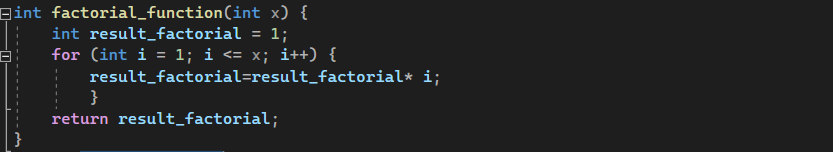 int factorial_function(int x) {
    int result_factorial = 1;
    for (int i = 1; i <= x; i++) {
        result_factorial=result_factorial* i;
        }
    return result_factorial;
}